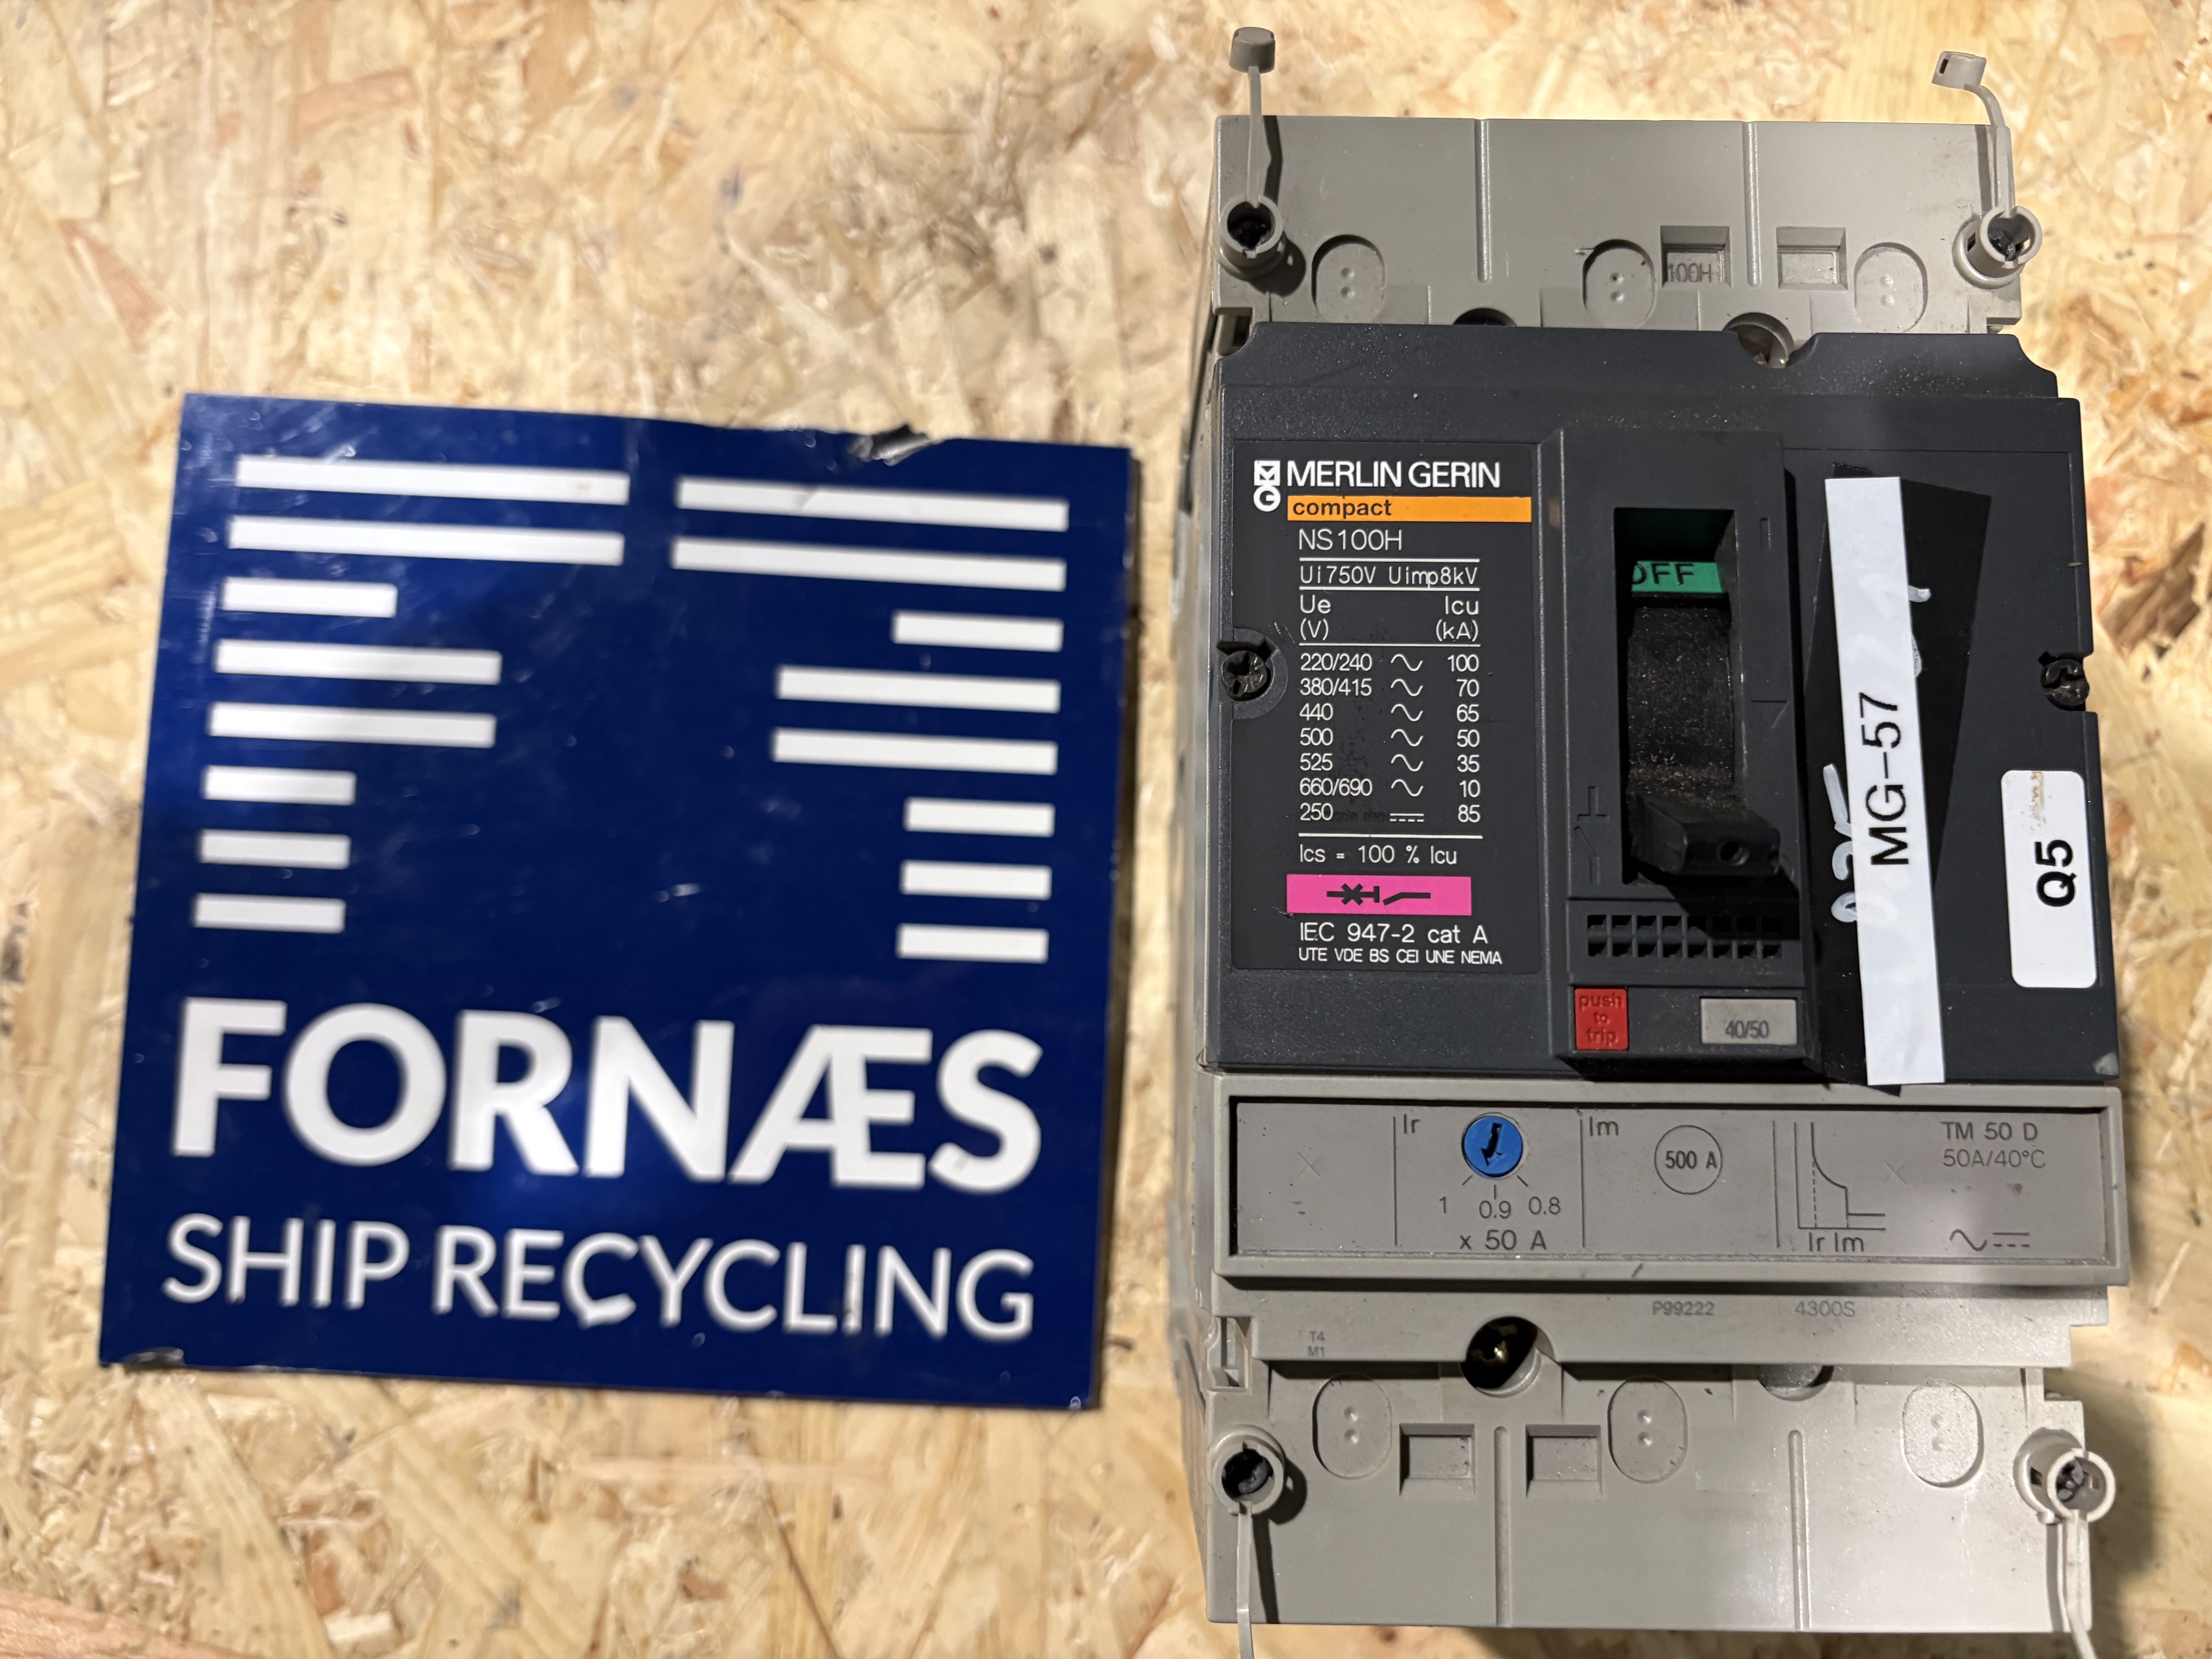 FORNÆS
SHIP RECYCLING
100H
MERLIN GERIN
compact
NS100H
Ui750V Uimp8kV
Ue Icu
(V) (kA)
220/240 100
380/415 70
440 65
500 50
525 35
660/690 10
250 85
Ics = 100 % Icu
IEC 947-2 cat A
UTE VDE BS CEI UNE NEMA
OFF
push
to
trip
40/50
MG-57
Q5
Ir
1 0.9 0.8
x 50 A
Im
500 A
Ir Im
TM 50 D
50A/40°C
P99222 4300S
T4
M1